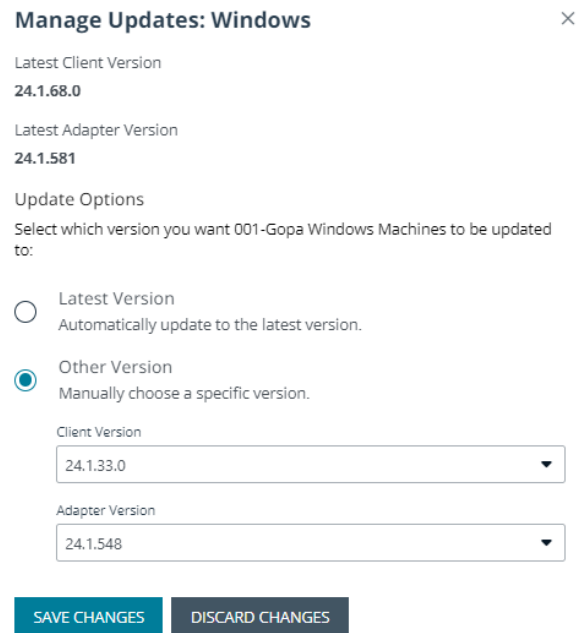 Manage Updates: Windows
Latest Client Version
24.1.68.0
Latest Adapter Version
24.1.581
Update Options
Select which version you want 001-Gopa Windows Machines to be updated
to:
Latest Version
Automatically update to the latest version.
Other Version
Manually choose a specific version.
Client Version
24.1.33.0
Adapter Version
24.1.548
SAVE CHANGES DISCARD CHANGES